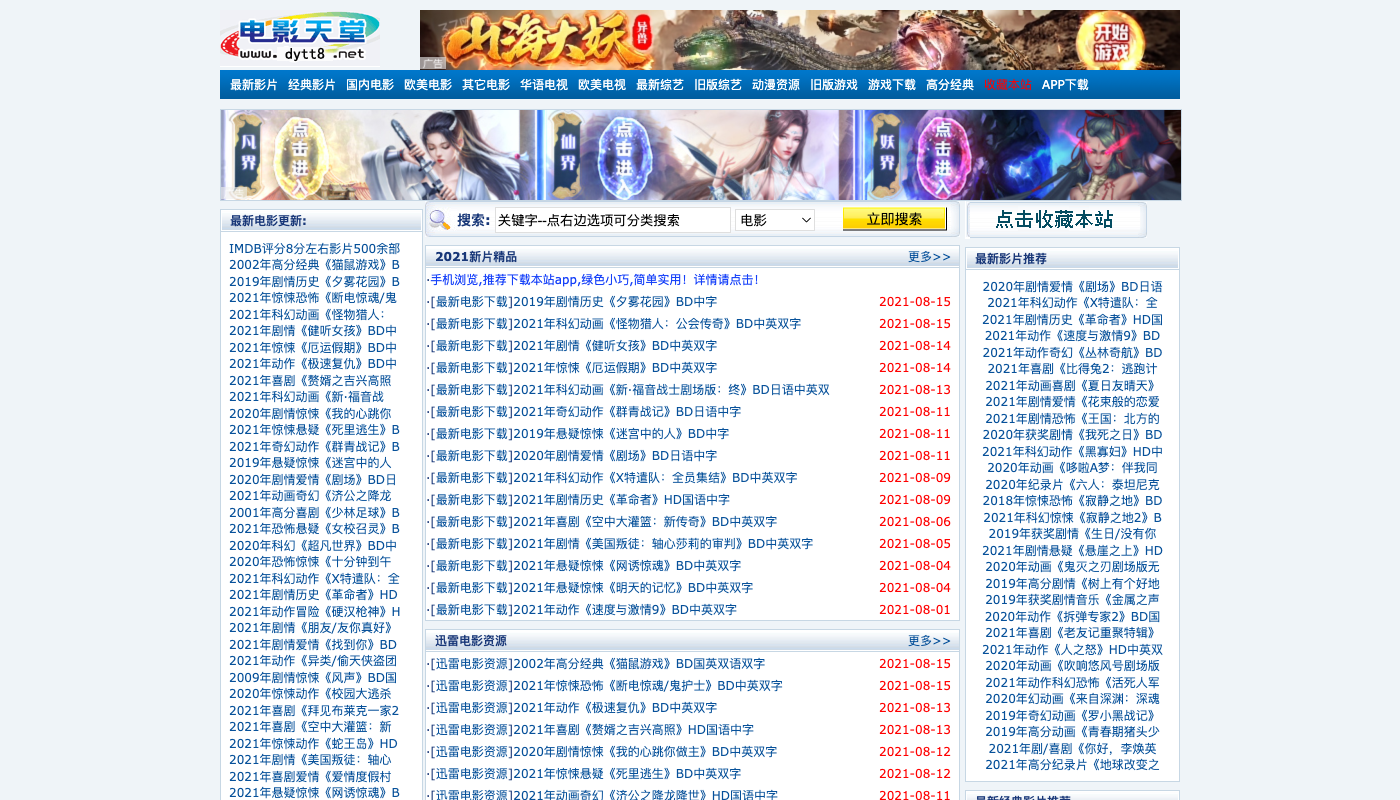 电影天堂
www.dytt8.net
山海大妖
异兽
开始
游戏
广告
最新影片 经典影片 国内电影 欧美电影 其它电影 华语电视 欧美电视 最新综艺 旧版综艺 动漫资源 旧版游戏 游戏下载 高分经典 收藏本站 APP下载
凡界
点击进入
仙界
点击进入
妖界
点击进入
最新电影更新:
IMDB评分8分左右影片500余部
2002年高分经典《猫鼠游戏》B
2019年剧情历史《夕雾花园》B
2021年惊悚恐怖《断电惊魂/鬼
2021年科幻动画《怪物猎人：
2021年剧情《健听女孩》BD中
2021年惊悚《厄运假期》BD中
2021年动作《极速复仇》BD中
2021年喜剧《赘婿之吉兴高照
2021年科幻动画《新·福音战
2020年剧情惊悚《我的心跳你
2021年惊悚悬疑《死里逃生》B
2021年奇幻动作《群青战记》B
2019年悬疑惊悚《迷宫中的人
2020年剧情爱情《剧场》BD日
2021年动画奇幻《济公之降龙
2001年高分喜剧《少林足球》B
2021年恐怖悬疑《女校召灵》B
2020年科幻《超凡世界》BD中
2020年恐怖惊悚《十分钟到午
2021年科幻动作《X特遣队：全
2021年剧情历史《革命者》HD
2021年动作冒险《硬汉枪神》H
2021年剧情《朋友/友你真好》
2021年剧情爱情《找到你》BD
2021年动作《异类/偷天侠盗团
2009年剧情惊悚《风声》BD国
2020年惊悚动作《校园大逃杀
2021年喜剧《拜见布莱克一家2
2021年喜剧《空中大灌篮：新
2021年惊悚动作《蛇王岛》HD
2021年剧情《美国叛徒：轴心
2021年喜剧爱情《爱情度假村
2021年悬疑惊悚《网诱惊魂》B
搜索: 关键字--点右边选项可分类搜索 电影 立即搜索
2021新片精品 更多>>
·手机浏览,推荐下载本站app,绿色小巧,简单实用！详情请点击!
·[最新电影下载]2019年剧情历史《夕雾花园》BD中字 2021-08-15
·[最新电影下载]2021年科幻动画《怪物猎人：公会传奇》BD中英双字 2021-08-15
·[最新电影下载]2021年剧情《健听女孩》BD中英双字 2021-08-14
·[最新电影下载]2021年惊悚《厄运假期》BD中英双字 2021-08-14
·[最新电影下载]2021年科幻动画《新·福音战士剧场版：终》BD日语中英双 2021-08-13
·[最新电影下载]2021年奇幻动作《群青战记》BD日语中字 2021-08-11
·[最新电影下载]2019年悬疑惊悚《迷宫中的人》BD中字 2021-08-11
·[最新电影下载]2020年剧情爱情《剧场》BD日语中字 2021-08-11
·[最新电影下载]2021年科幻动作《X特遣队：全员集结》BD中英双字 2021-08-09
·[最新电影下载]2021年剧情历史《革命者》HD国语中字 2021-08-09
·[最新电影下载]2021年喜剧《空中大灌篮：新传奇》BD中英双字 2021-08-06
·[最新电影下载]2021年剧情《美国叛徒：轴心莎莉的审判》BD中英双字 2021-08-05
·[最新电影下载]2021年悬疑惊悚《网诱惊魂》BD中英双字 2021-08-04
·[最新电影下载]2021年悬疑惊悚《明天的记忆》BD中英双字 2021-08-04
·[最新电影下载]2021年动作《速度与激情9》BD中英双字 2021-08-01
迅雷电影资源 更多>>
·[迅雷电影资源]2002年高分经典《猫鼠游戏》BD国英双语双字 2021-08-15
·[迅雷电影资源]2021年惊悚恐怖《断电惊魂/鬼护士》BD中英双字 2021-08-15
·[迅雷电影资源]2021年动作《极速复仇》BD中英双字 2021-08-13
·[迅雷电影资源]2021年喜剧《赘婿之吉兴高照》HD国语中字 2021-08-13
·[迅雷电影资源]2020年剧情惊悚《我的心跳你做主》BD中英双字 2021-08-12
·[迅雷电影资源]2021年惊悚悬疑《死里逃生》BD中英双字 2021-08-12
·[迅雷电影资源]2021年动画奇幻《济公之降龙降世》HD国语中字 2021-08-11
点击收藏本站
最新影片推荐
2020年剧情爱情《剧场》BD日语
2021年科幻动作《X特遣队：全
2021年剧情历史《革命者》HD国
2021年动作《速度与激情9》BD
2021年动作奇幻《丛林奇航》BD
2021年喜剧《比得兔2：逃跑计
2021年动画喜剧《夏日友晴天》
2021年剧情爱情《花束般的恋爱
2021年剧情恐怖《王国：北方的
2020年获奖剧情《我死之日》BD
2021年科幻动作《黑寡妇》HD中
2020年动画《哆啦A梦：伴我同
2020年纪录片《六人：泰坦尼克
2018年惊悚恐怖《寂静之地》BD
2021年科幻惊悚《寂静之地2》B
2019年获奖剧情《生日/没有你
2021年剧情悬疑《悬崖之上》HD
2020年动画《鬼灭之刃剧场版无
2019年高分剧情《树上有个好地
2019年获奖剧情音乐《金属之声
2020年动作《拆弹专家2》BD国
2021年喜剧《老友记重聚特辑》
2021年动作《人之怒》HD中英双
2020年动画《吹响悠风号剧场版
2021年动作科幻恐怖《活死人军
2020年幻动画《来自深渊：深魂
2019年奇幻动画《罗小黑战记》
2019年高分动画《青春期猪头少
2021年剧/喜剧《你好，李焕英
2021年高分纪录片《地球改变之
最新经典影片推荐